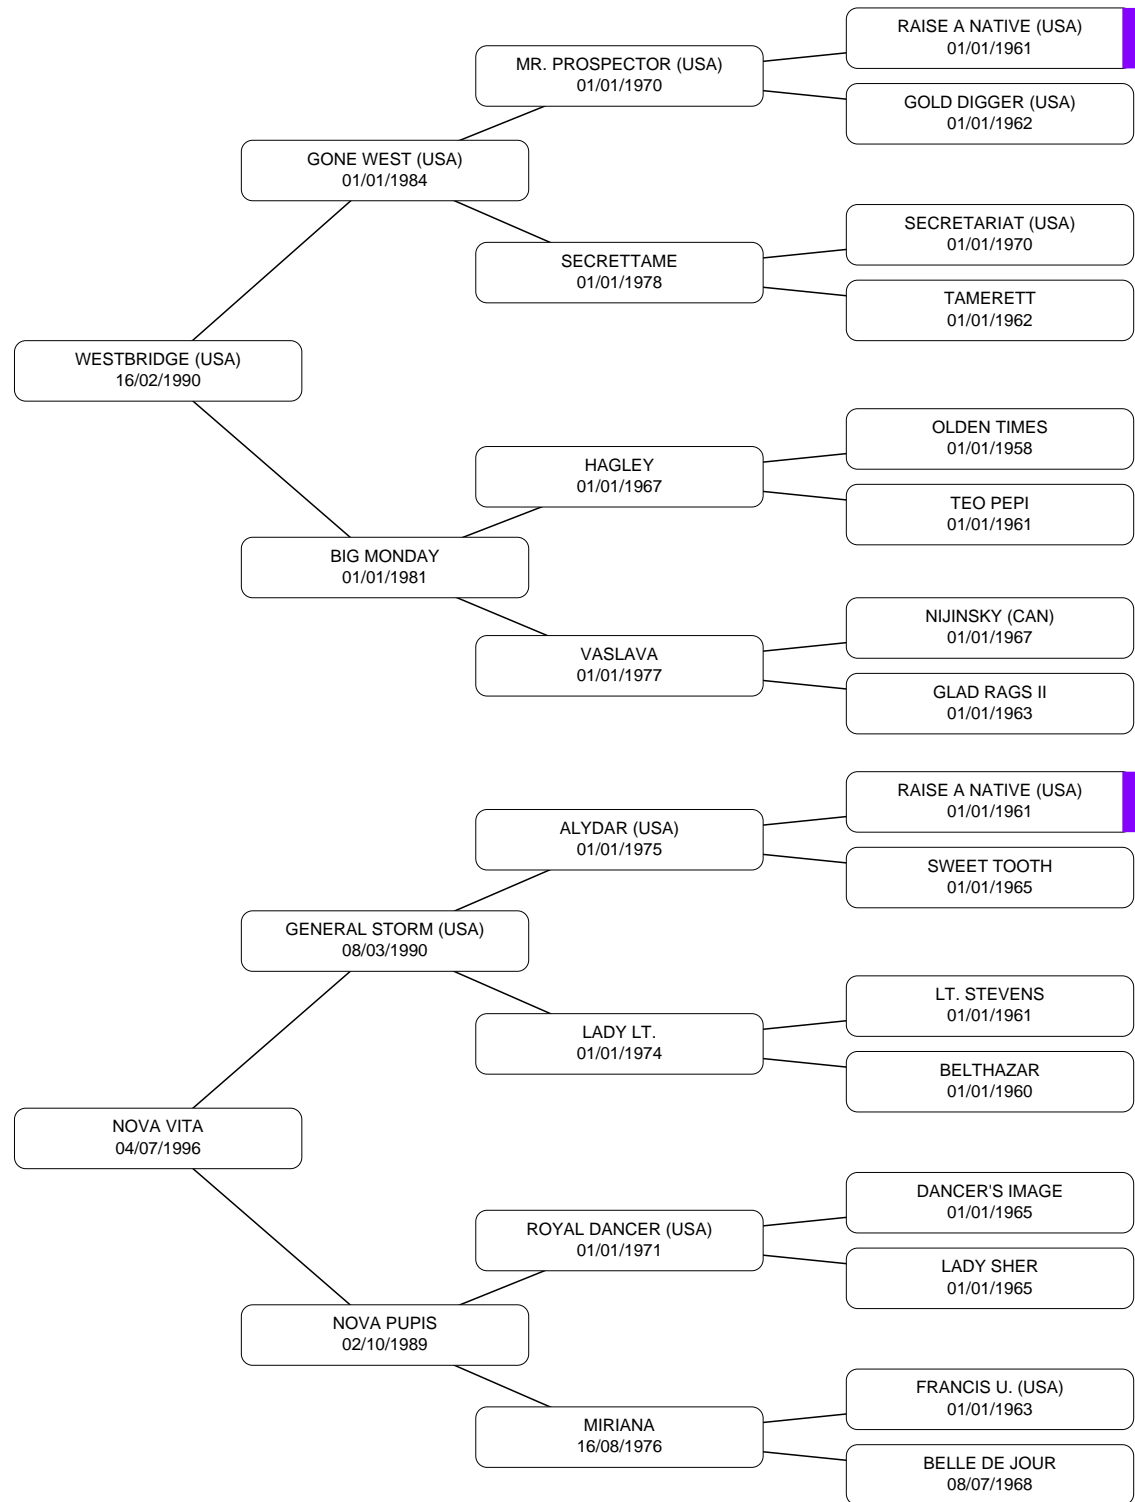 RAISE A NATIVE (USA)
01/01/1961
MR. PROSPECTOR (USA)
01/01/1970
GOLD DIGGER (USA)
01/01/1962
GONE WEST (USA)
01/01/1984
SECRETARIAT (USA)
01/01/1970
SECRETTAME
01/01/1978
TAMERETT
01/01/1962
WESTBRIDGE (USA)
16/02/1990
OLDEN TIMES
01/01/1958
HAGLEY
01/01/1967
TEO PEPI
01/01/1961
BIG MONDAY
01/01/1981
NIJINSKY (CAN)
01/01/1967
VASLAVA
01/01/1977
GLAD RAGS II
01/01/1963
RAISE A NATIVE (USA)
01/01/1961
ALYDAR (USA)
01/01/1975
SWEET TOOTH
01/01/1965
GENERAL STORM (USA)
08/03/1990
LT. STEVENS
01/01/1961
LADY LT.
01/01/1974
BELTHAZAR
01/01/1960
NOVA VITA
04/07/1996
DANCER'S IMAGE
01/01/1965
ROYAL DANCER (USA)
01/01/1971
LADY SHER
01/01/1965
NOVA PUPIS
02/10/1989
FRANCIS U. (USA)
01/01/1963
MIRIANA
16/08/1976
BELLE DE JOUR
08/07/1968